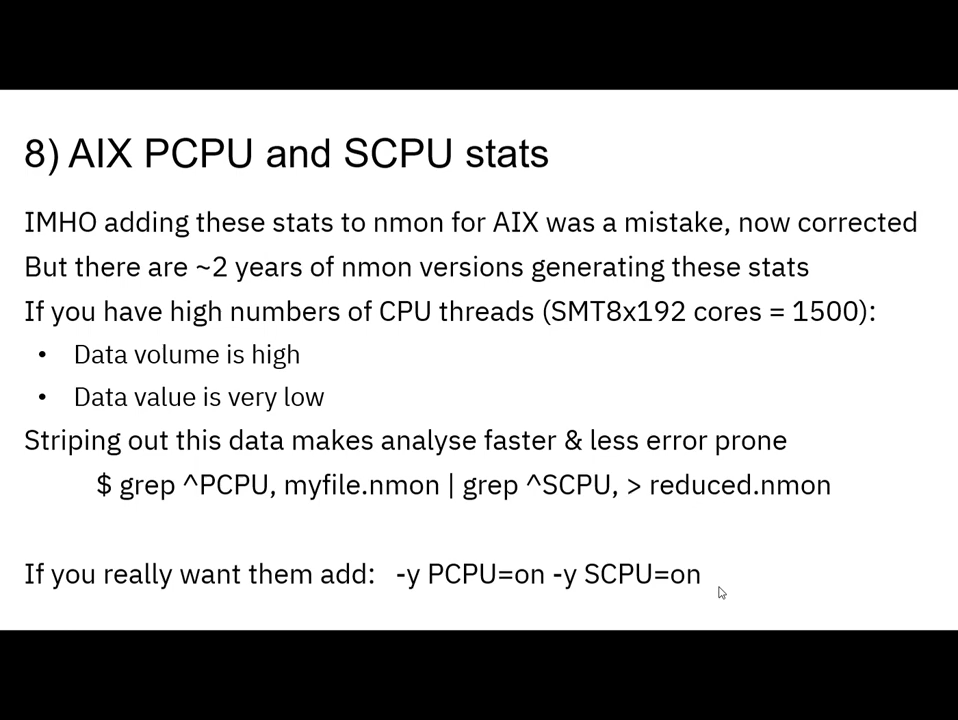 8) AIX PCPU and SCPU stats
IMHO adding these stats to nmon for AIX was a mistake, now corrected
But there are ~2 years of nmon versions generating these stats
If you have high numbers of CPU threads (SMT8x192 cores = 1500):
• Data volume is high
• Data value is very low
Striping out this data makes analyse faster & less error prone
$ grep ^PCPU, myfile.nmon | grep ^SCPU, > reduced.nmon
If you really want them add: -y PCPU=on -y SCPU=on